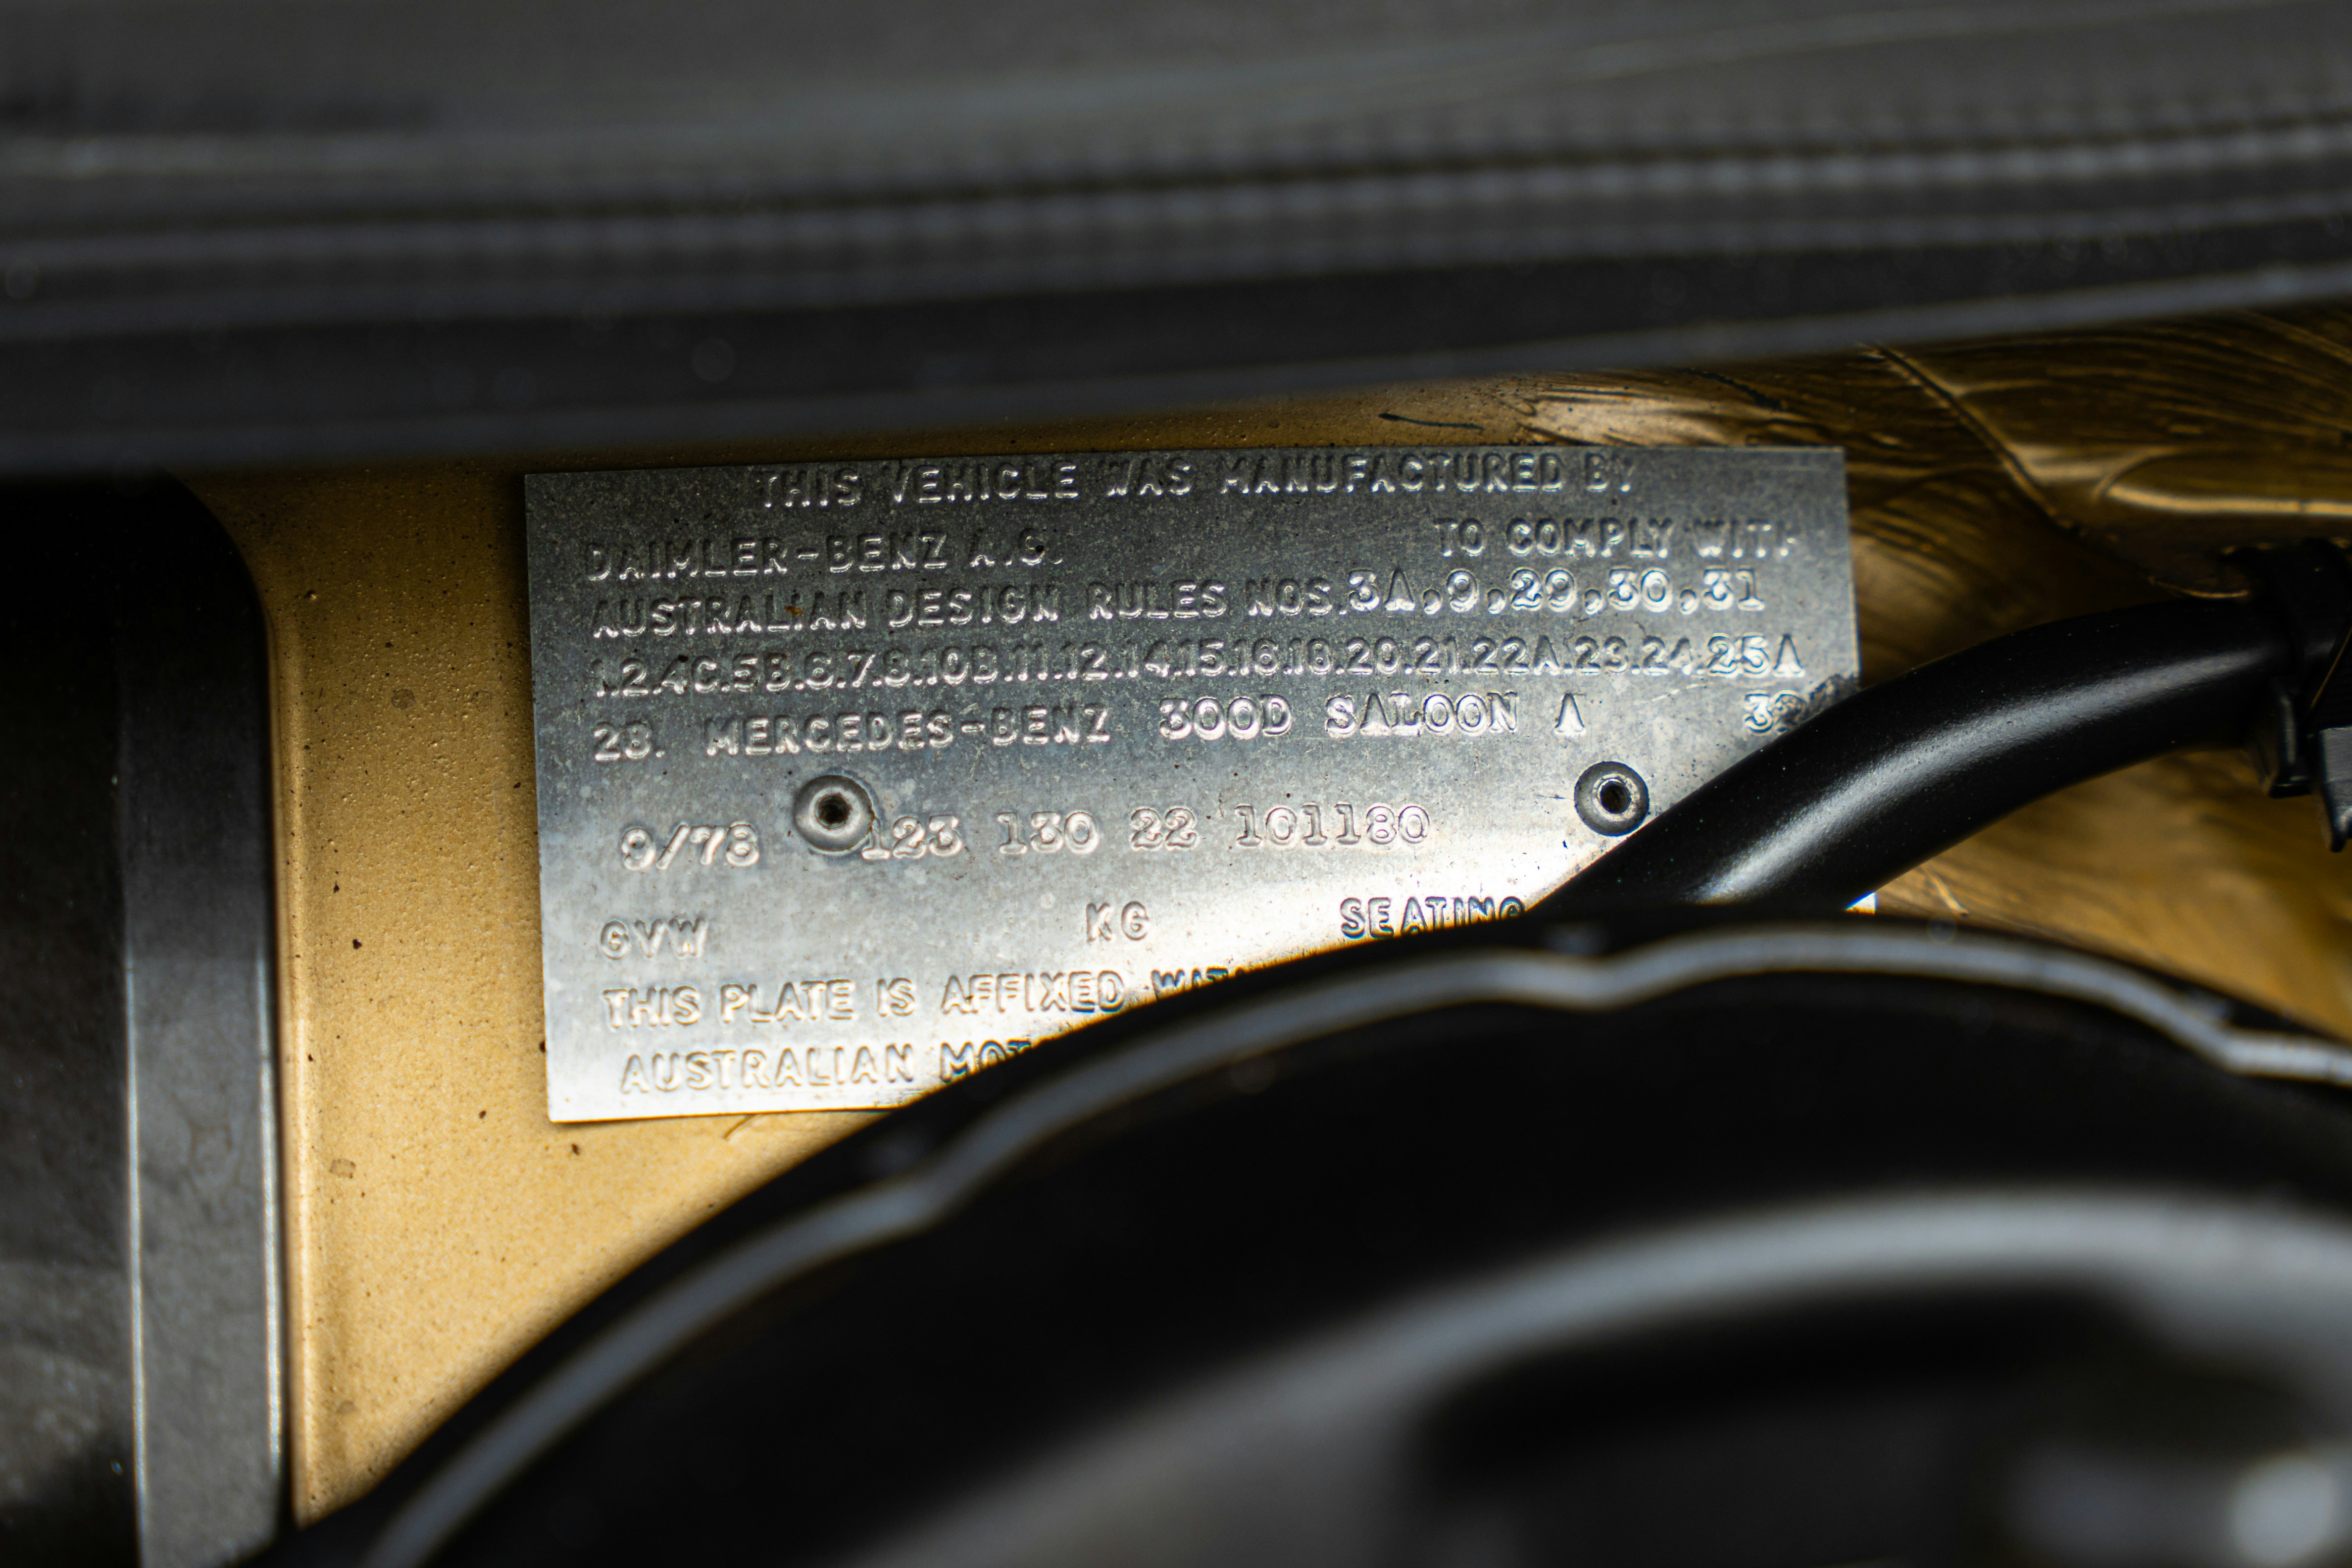 THIS VEHICLE WAS MANUFACTURED BY
DAIMLER-BENZ A.G. TO COMPLY WITH
AUSTRALIAN DESIGN RULES NOS.3A,9,29,30,31
1.2.4C.5B.6.7.8.10B.11.12.14.15.16.18.20.21.22A.23.24.25A
28. MERCEDES-BENZ 300D SALOON A
9/78 123 130 22 101180
GVW KG SEATING
THIS PLATE IS AFFIXED
AUSTRALIAN